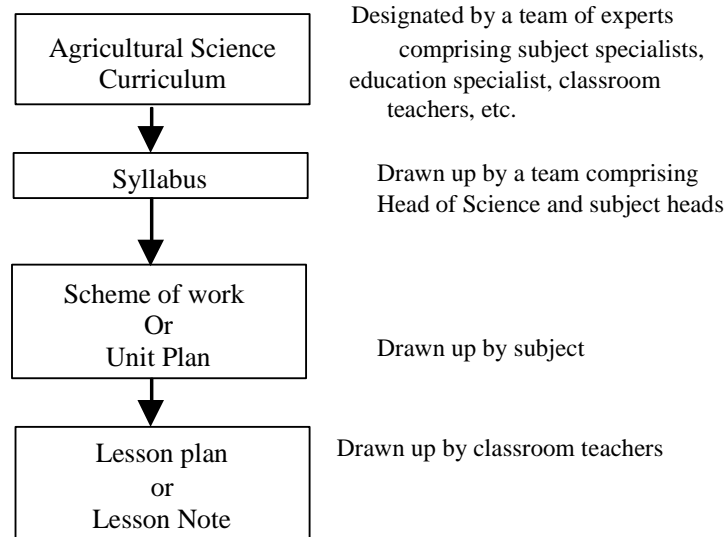 Agricultural Science
Curriculum
Designated by a team of experts
comprising subject specialists,
education specialist, classroom
teachers, etc.
Syllabus
Drawn up by a team comprising
Head of Science and subject heads
Scheme of work
Or
Unit Plan
Drawn up by subject
Lesson plan
or
Lesson Note
Drawn up by classroom teachers